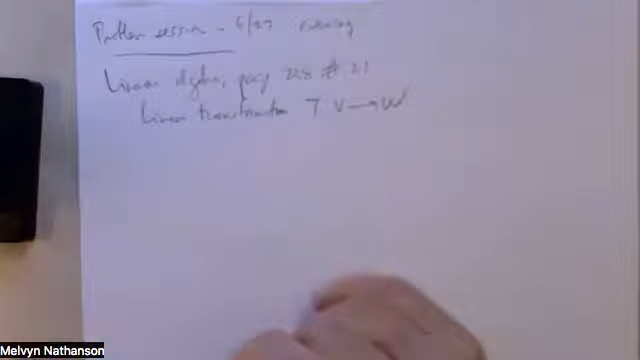 Problem session - 6/27 evening
Linear algebra, page 228 # 21
Linear transformation T V → W
Melvyn Nathanson